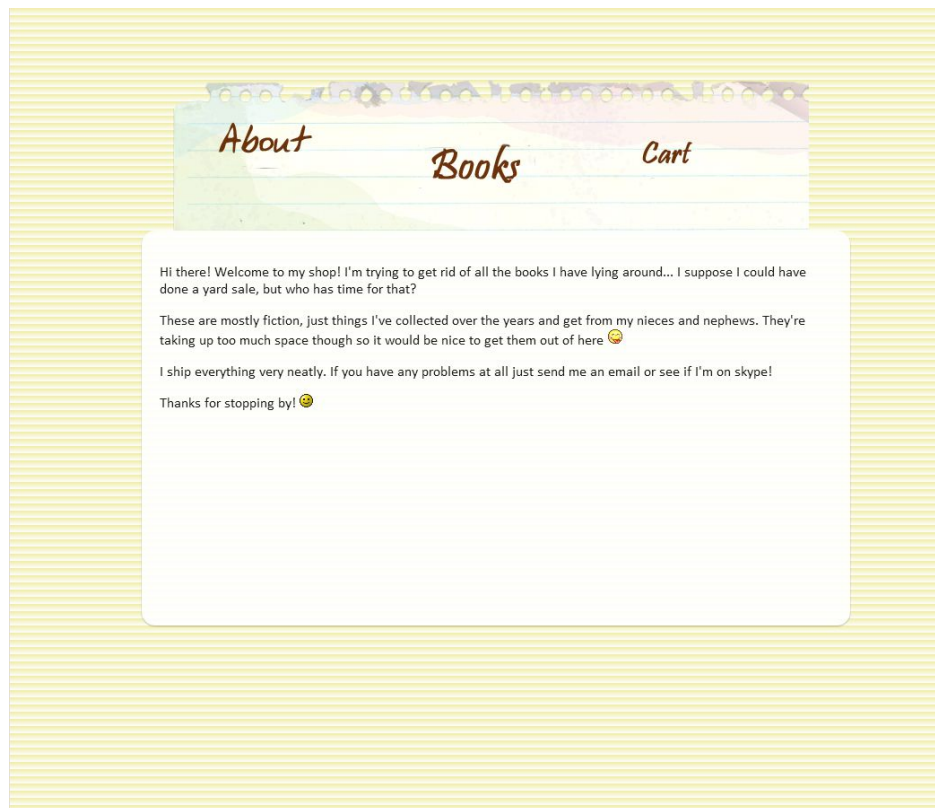 About
Books
Cart
Hi there! Welcome to my shop! I'm trying to get rid of all the books I have lying around... I suppose I could have
done a yard sale, but who has time for that?
These are mostly fiction, just things I've collected over the years and get from my nieces and nephews. They're
taking up too much space though so it would be nice to get them out of here
I ship everything very neatly. If you have any problems at all just send me an email or see if I'm on skype!
Thanks for stopping by!